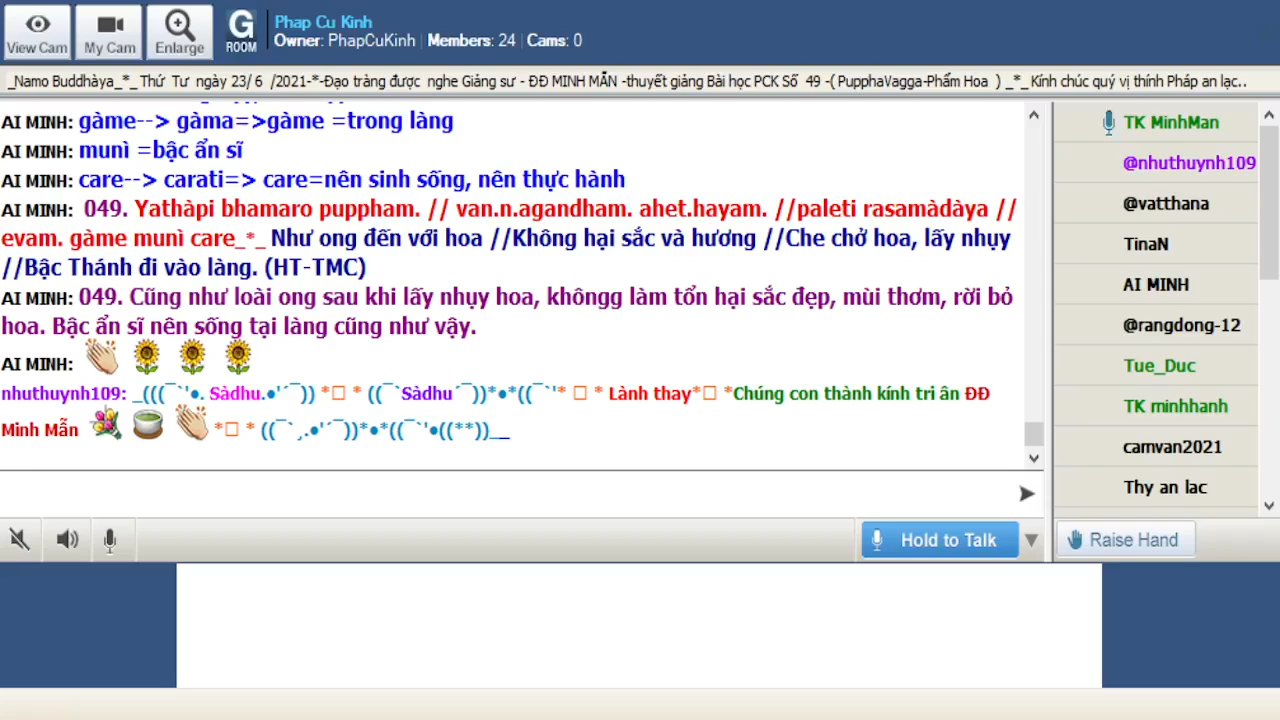 View Cam
My Cam
Enlarge
G
ROOM
Phap Cu Kinh
Owner: PhapCuKinh | Members: 24 | Cams: 0
_Namo Buddhàya_*_Thứ Tư ngày 23/ 6 /2021-*-Đạo tràng được nghe Giảng sư - ĐĐ MINH MẪN -thuyết giảng Bài học PCK Số 49 -( PupphaVagga-Phẩm Hoa ) _*_Kính chúc quý vị thính Pháp an lạc..
AI MINH: gàme--> gàma=>gàme =trong làng
AI MINH: munì =bậc ẩn sĩ
AI MINH: care--> carati=> care=nên sinh sống, nên thực hành
AI MINH: 049. Yathàpi bhamaro puppham. // van.n.agandham. ahet.hayam. //paleti rasamàdàya //
evam. gàme munì care_*_ Như ong đến với hoa //Không hại sắc và hương //Che chở hoa, lấy nhụy
//Bậc Thánh đi vào làng. (HT-TMC)
AI MINH: 049. Cũng như loài ong sau khi lấy nhụy hoa, khôngg làm tổn hại sắc đẹp, mùi thơm, rời bỏ
hoa. Bậc ẩn sĩ nên sống tại làng cũng như vậy.
AI MINH:
nhuthuynh109: _(((¯`'•. Sàdhu.•'´¯)) *▯ * ((¯`Sàdhu´¯))*•*((¯`'* ▯ * Lành thay*▯ *Chúng con thành kính tri ân ĐĐ
Minh Mẫn *▯ * ((¯`¸.•'´¯))*•*((¯`'•((**))__
Hold to Talk
TK MinhMan
@nhuthuynh109
@vatthana
TinaN
AI MINH
@rangdong-12
Tue_Duc
TK minhhanh
camvan2021
Thy an lac
Raise Hand